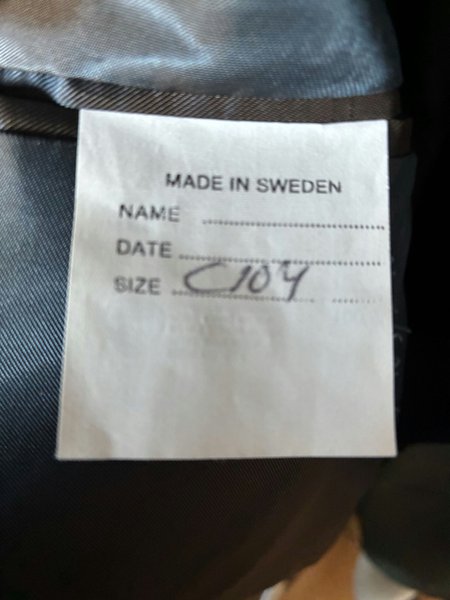 MADE IN SWEDEN
NAME ...............................
DATE ...................................
SIZE C104